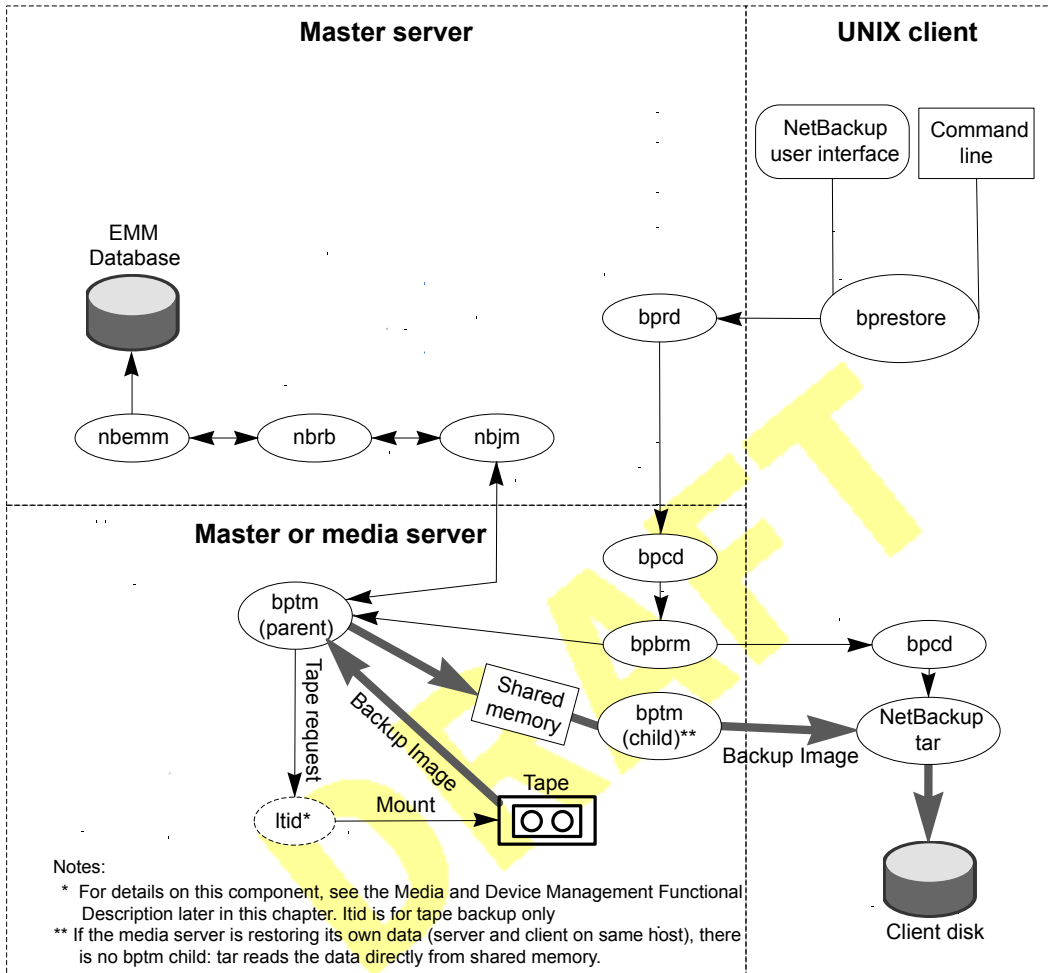 Master server
UNIX client
NetBackup
user interface
Command
line
EMM
Database
bprd
bprestore
nbemm
nbrb
nbjm
Master or media server
bpcd
bptm
(parent)
bpbrm
bpcd
Tape request
Shared
memory
Backup Image
bptm
(child)**
Backup Image
NetBackup
tar
ltid*
Mount
Tape
Client disk
Notes:
* For details on this component, see the Media and Device Management Functional
Description later in this chapter. ltid is for tape backup only
** If the media server is restoring its own data (server and client on same host), there
is no bptm child: tar reads the data directly from shared memory.
DRAFT